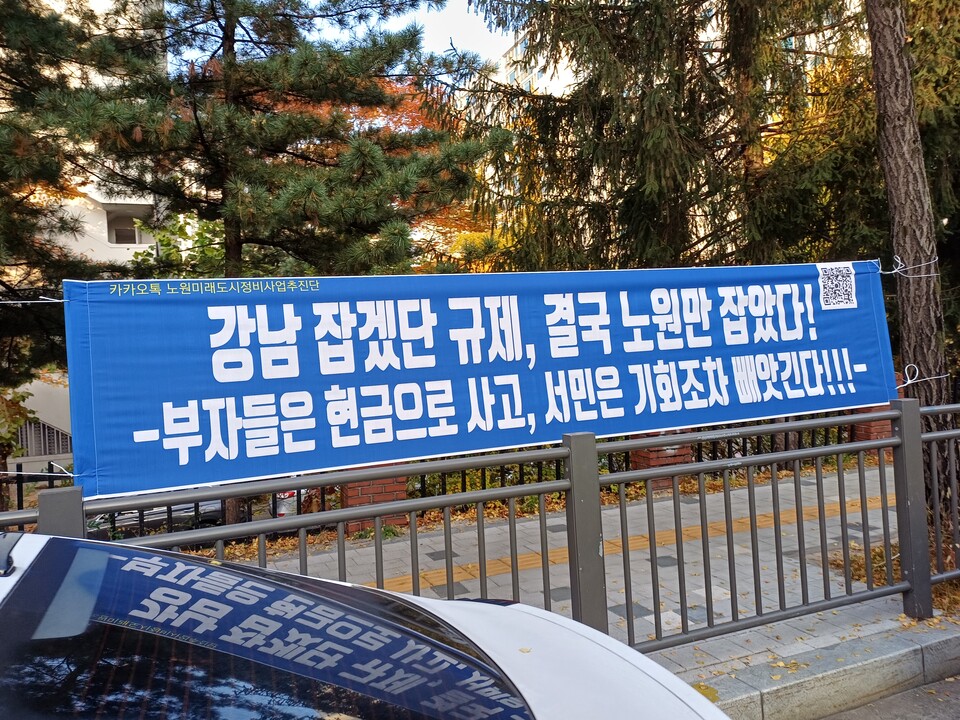 카카오톡 노원미래도시정비사업추진단
강남 잡겠단 규제, 결국 노원만 잡았다!
-부자들은 현금으로 사고, 서민은 기회조차 빼앗긴다!!!-